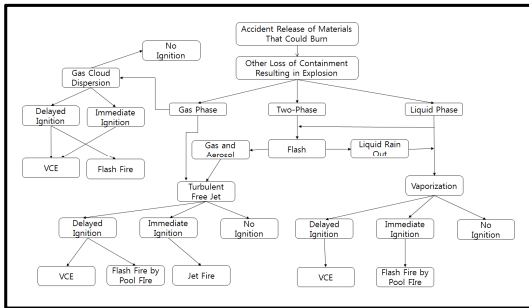 Accident Release of Materials
That Could Burn
No
Ignition
Other Loss of Containment
Resulting in Explosion
Gas Cloud
Dispersion
Gas Phase
Two-Phase
Liquid Phase
Delayed
Ignition
Immediate
Ignition
Gas and
Aerosol
Flash
Liquid Rain
Out
VCE
Flash Fire
Turbulent
Free Jet
Vaporization
Delayed
Ignition
Immediate
Ignition
No
Ignition
Delayed
Ignition
Immediate
Ignition
No
Ignition
VCE
Flash Fire by
Pool FIre
Jet Fire
VCE
Flash Fire by
Pool FIre